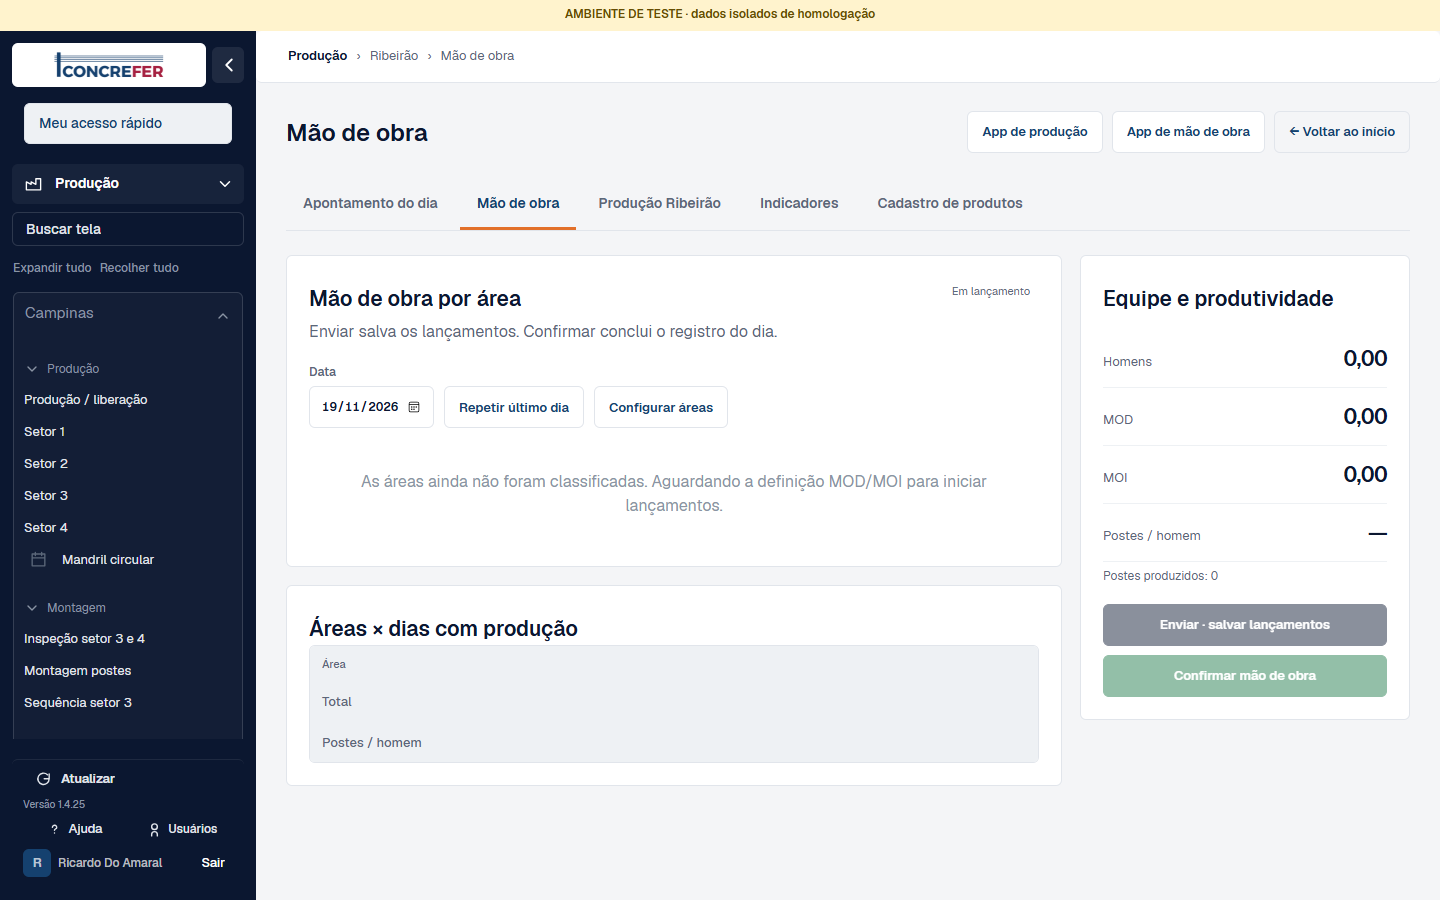 AMBIENTE DE TESTE · dados isolados de homologação
CONCREFER
Meu acesso rápido
Produção
Buscar tela
Expandir tudo Recolher tudo
Campinas
Produção
Produção / liberação
Setor 1
Setor 2
Setor 3
Setor 4
Mandril circular
Montagem
Inspeção setor 3 e 4
Montagem postes
Sequência setor 3
Atualizar
Versão 1.4.25
? Ajuda
Usuários
R Ricardo Do Amaral Sair
Produção › Ribeirão › Mão de obra
Mão de obra
App de produção
App de mão de obra
← Voltar ao início
Apontamento do dia
Mão de obra
Produção Ribeirão
Indicadores
Cadastro de produtos
Mão de obra por área
Em lançamento
Enviar salva os lançamentos. Confirmar conclui o registro do dia.
Data
19/11/2026
Repetir último dia
Configurar áreas
As áreas ainda não foram classificadas. Aguardando a definição MOD/MOI para iniciar
lançamentos.
Áreas × dias com produção
Área
Total
Postes / homem
Equipe e produtividade
Homens 0,00
MOD 0,00
MOI 0,00
Postes / homem —
Postes produzidos: 0
Enviar · salvar lançamentos
Confirmar mão de obra